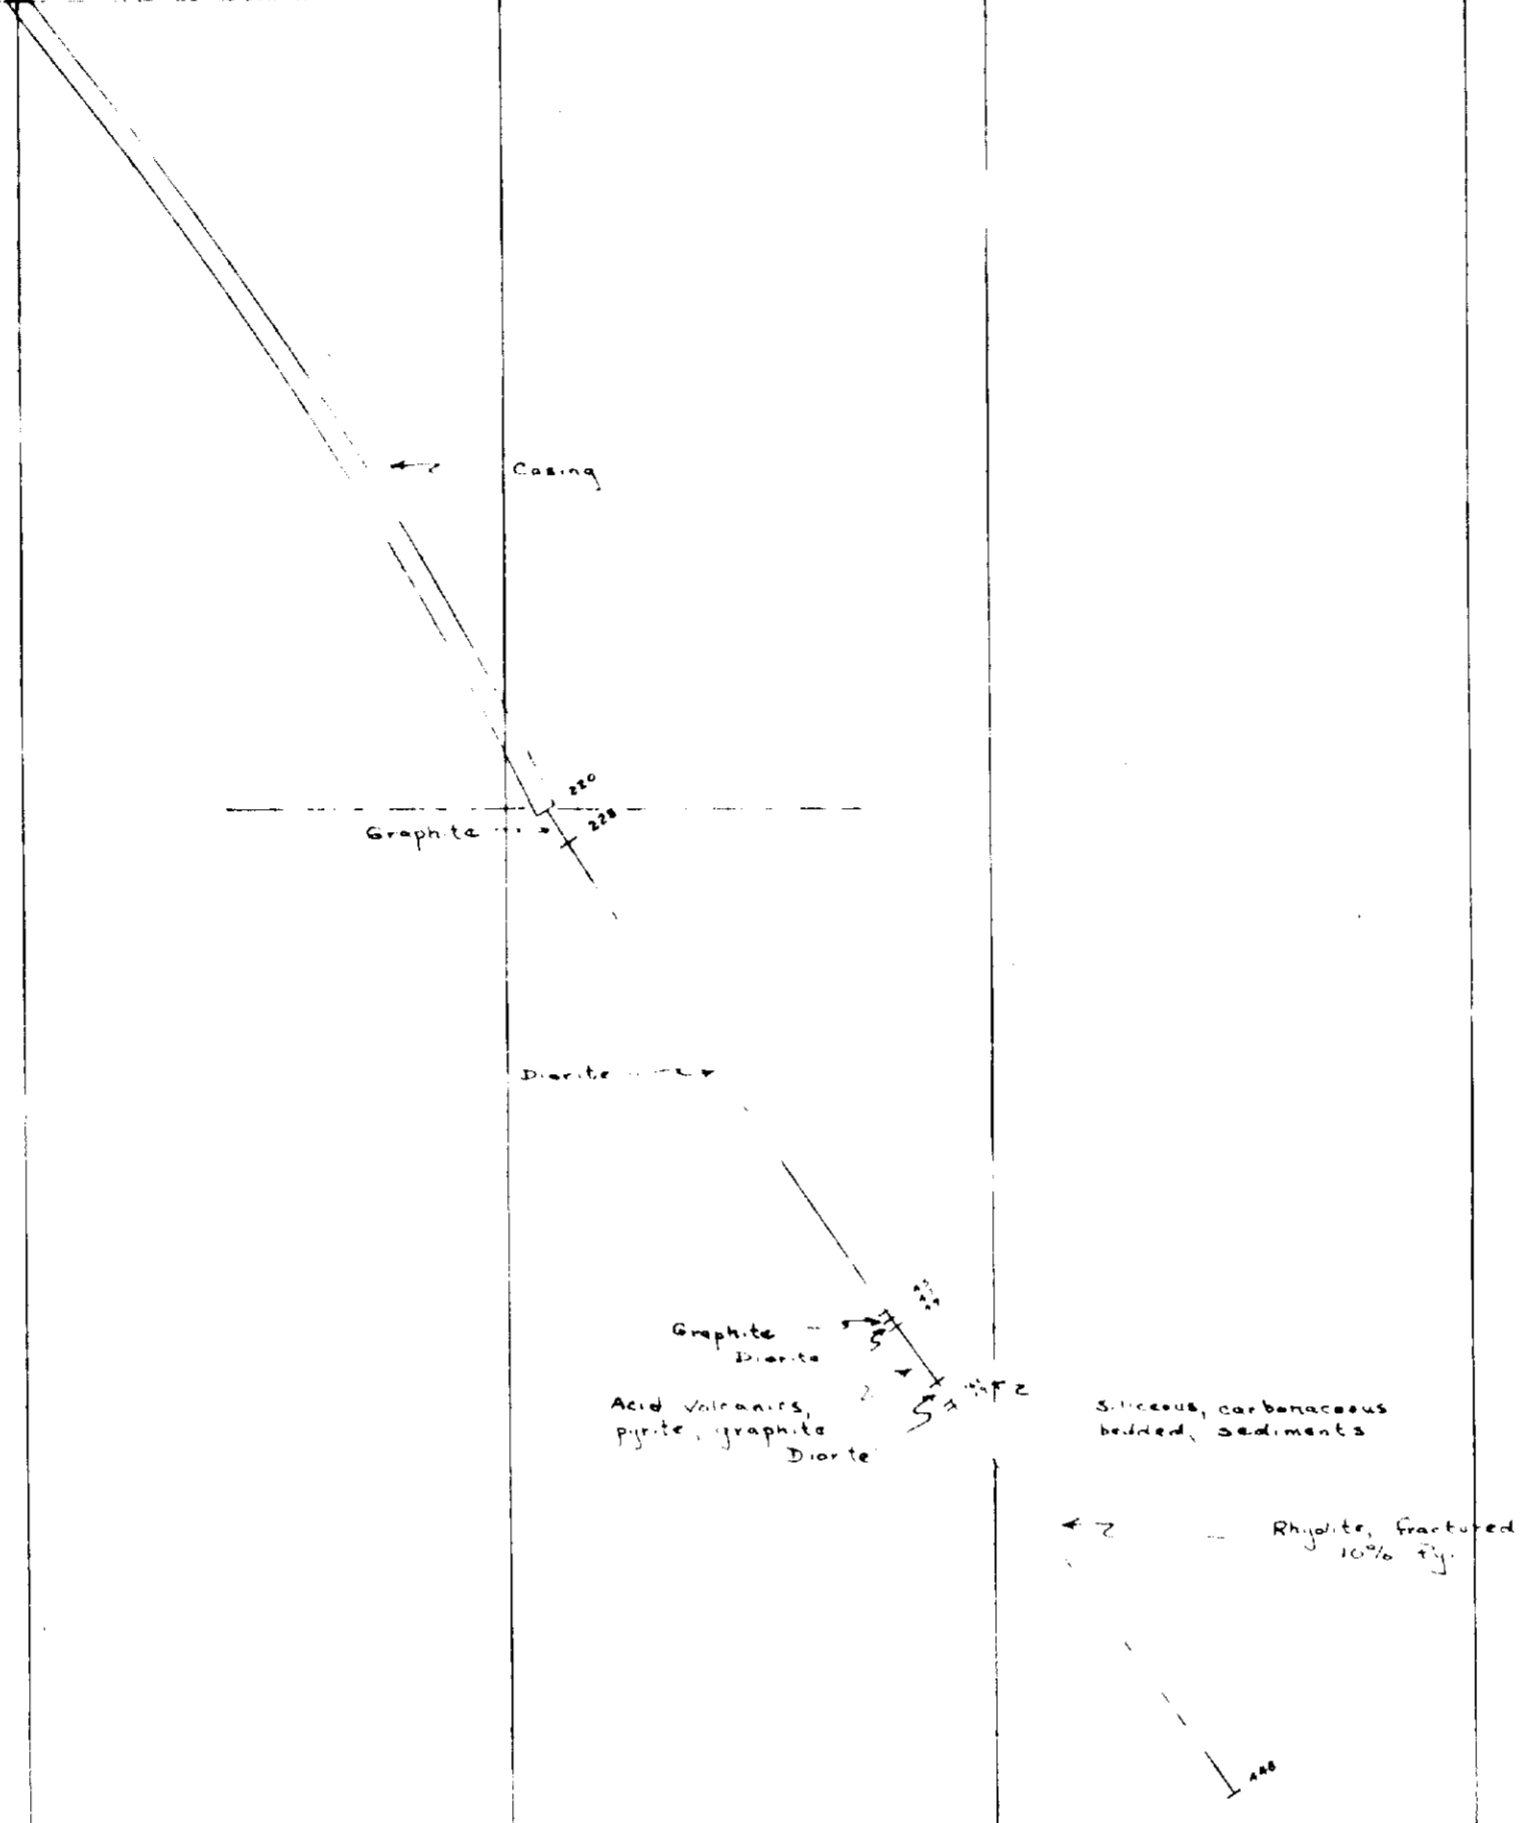 Casing
220
228
Graphite
Diorite
Graphite
Diorite
Acid Volcanics,
pyrite, graphite
Diorte
Siliceous, carbonaceous
bedded, sediments
Rhyolite, fractured
10% Py.
448